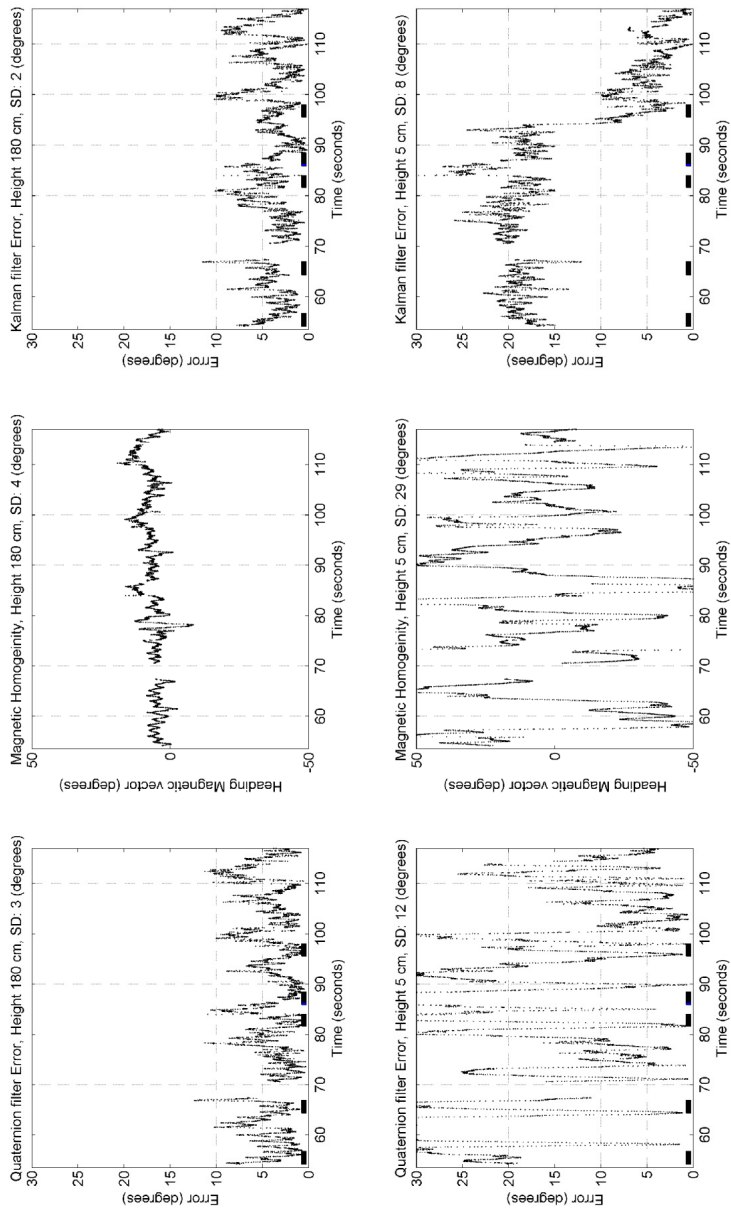 Quaternion filter Error, Height 180 cm, SD: 3 (degrees)
30
25
20
15
10
5
0
Error (degrees)
60 70 80 90 100 110
Time (seconds)
Magnetic Homogeinity, Height 180 cm, SD: 4 (degrees)
50
0
-50
Heading Magnetic vector (degrees)
60 70 80 90 100 110
Time (seconds)
Kalman filter Error, Height 180 cm, SD: 2 (degrees)
30
25
20
15
10
5
0
Error (degrees)
60 70 80 90 100 110
Time (seconds)
Quaternion filter Error, Height 5 cm, SD: 12 (degrees)
30
25
20
15
10
5
0
Error (degrees)
60 70 80 90 100 110
Time (seconds)
Magnetic Homogeinity, Height 5 cm, SD: 29 (degrees)
50
0
-50
Heading Magnetic vector (degrees)
60 70 80 90 100 110
Time (seconds)
Kalman filter Error, Height 5 cm, SD: 8 (degrees)
30
25
20
15
10
5
0
Error (degrees)
60 70 80 90 100 110
Time (seconds)